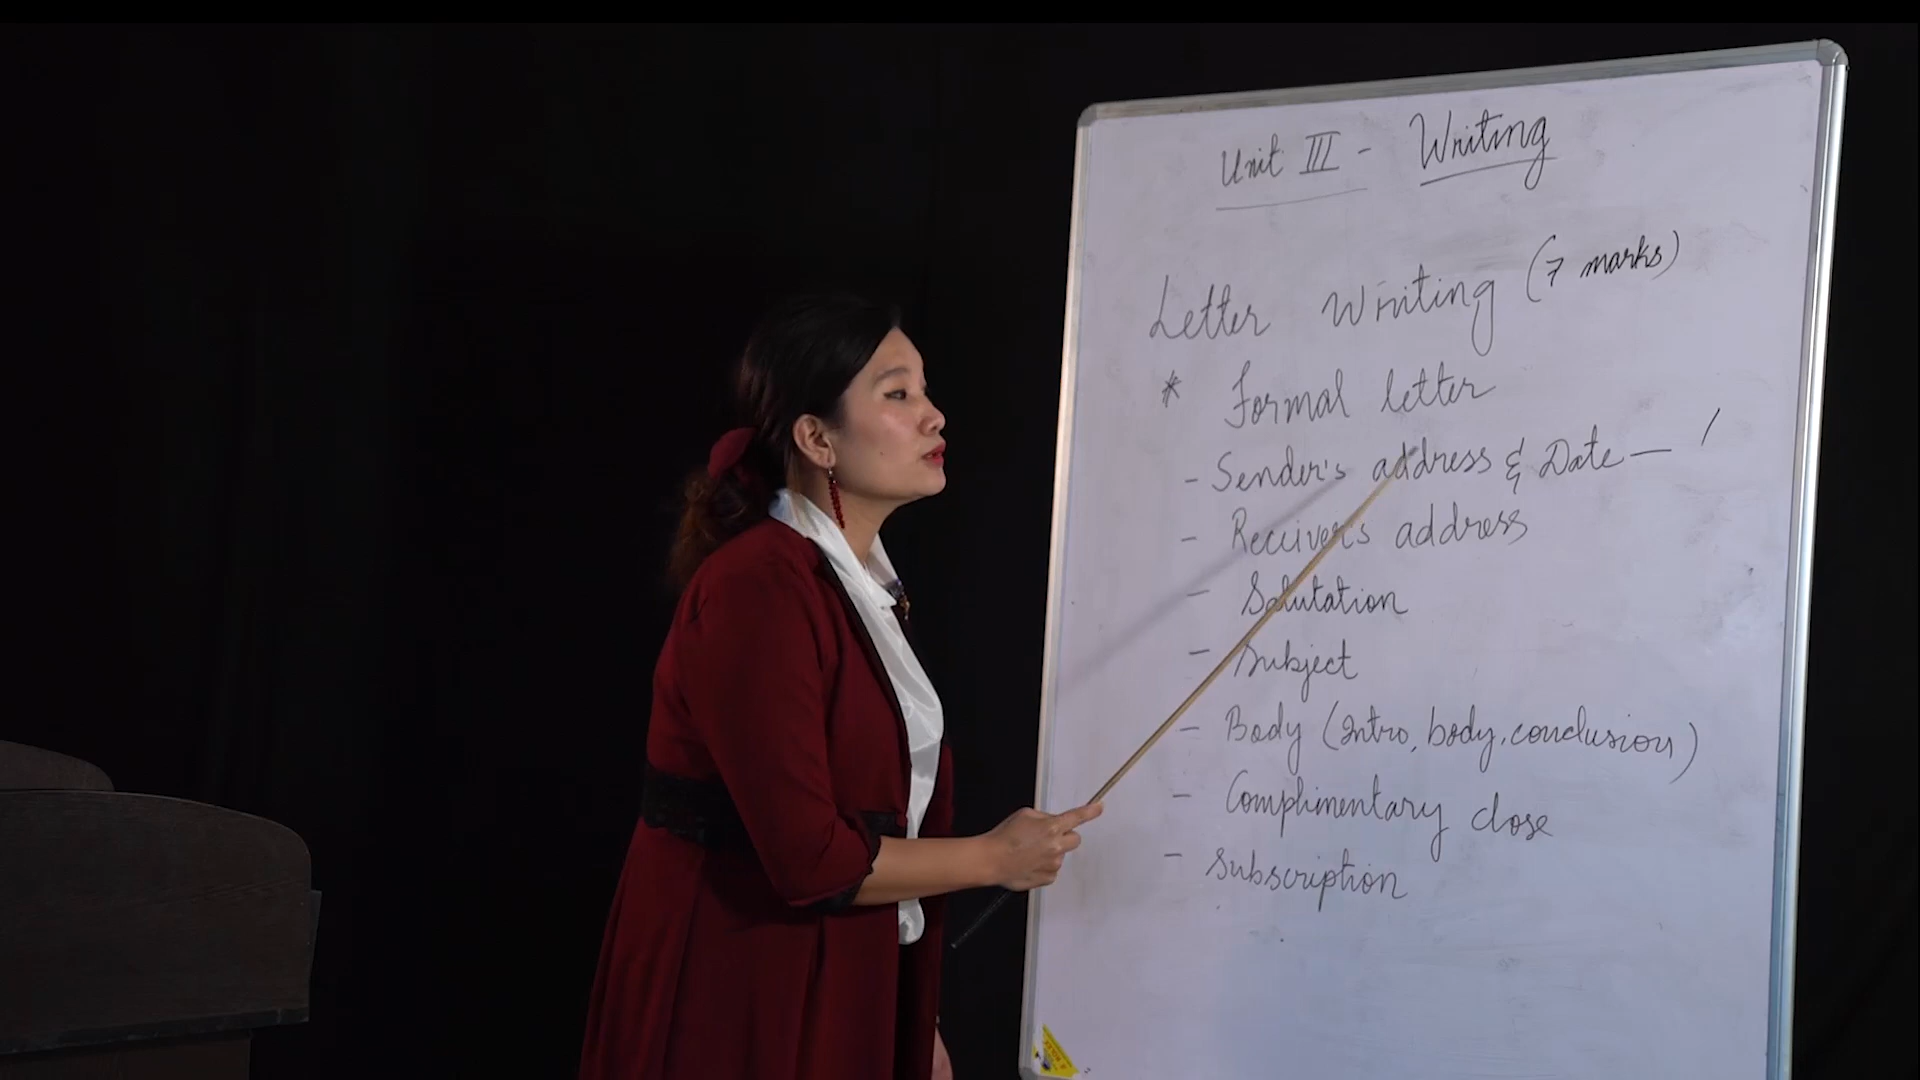 Unit III - Writing
Letter Writing (7 marks)
* Formal letter
- Sender's address & Date — /
- Receiver's address
- Salutation
- Subject
- Body (Intro, body, conclusion)
- Complimentary close
- Subscription